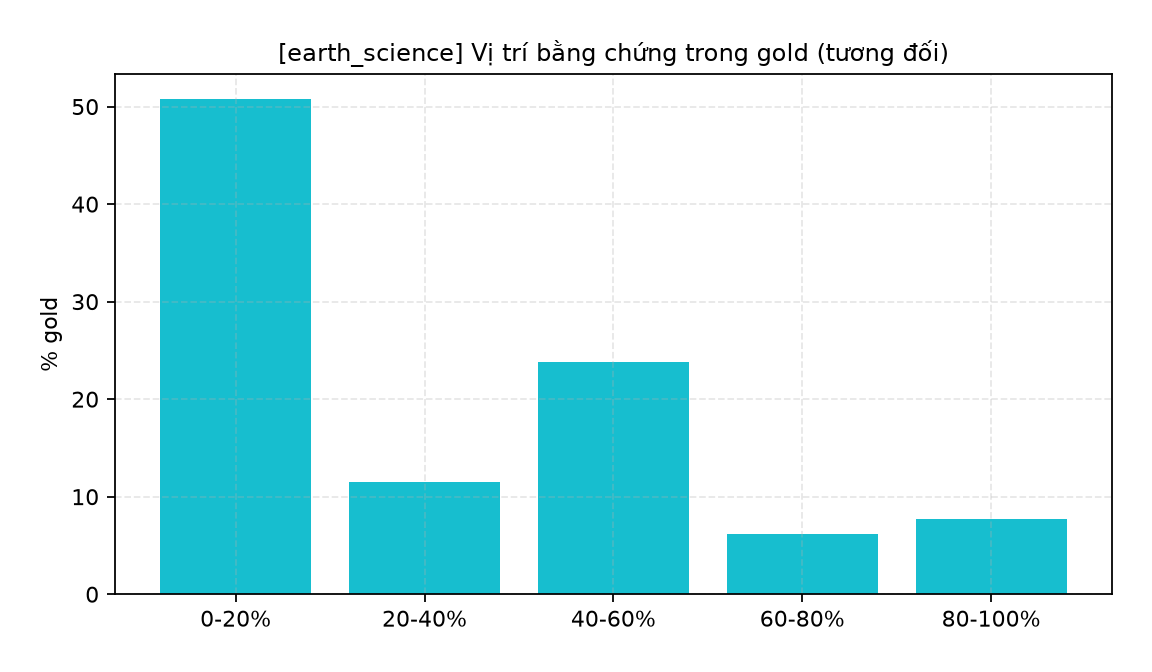 [earth_science] Vị trí bằng chứng trong gold (tương đối)
% gold
50
40
30
20
10
0
0-20% 20-40% 40-60% 60-80% 80-100%